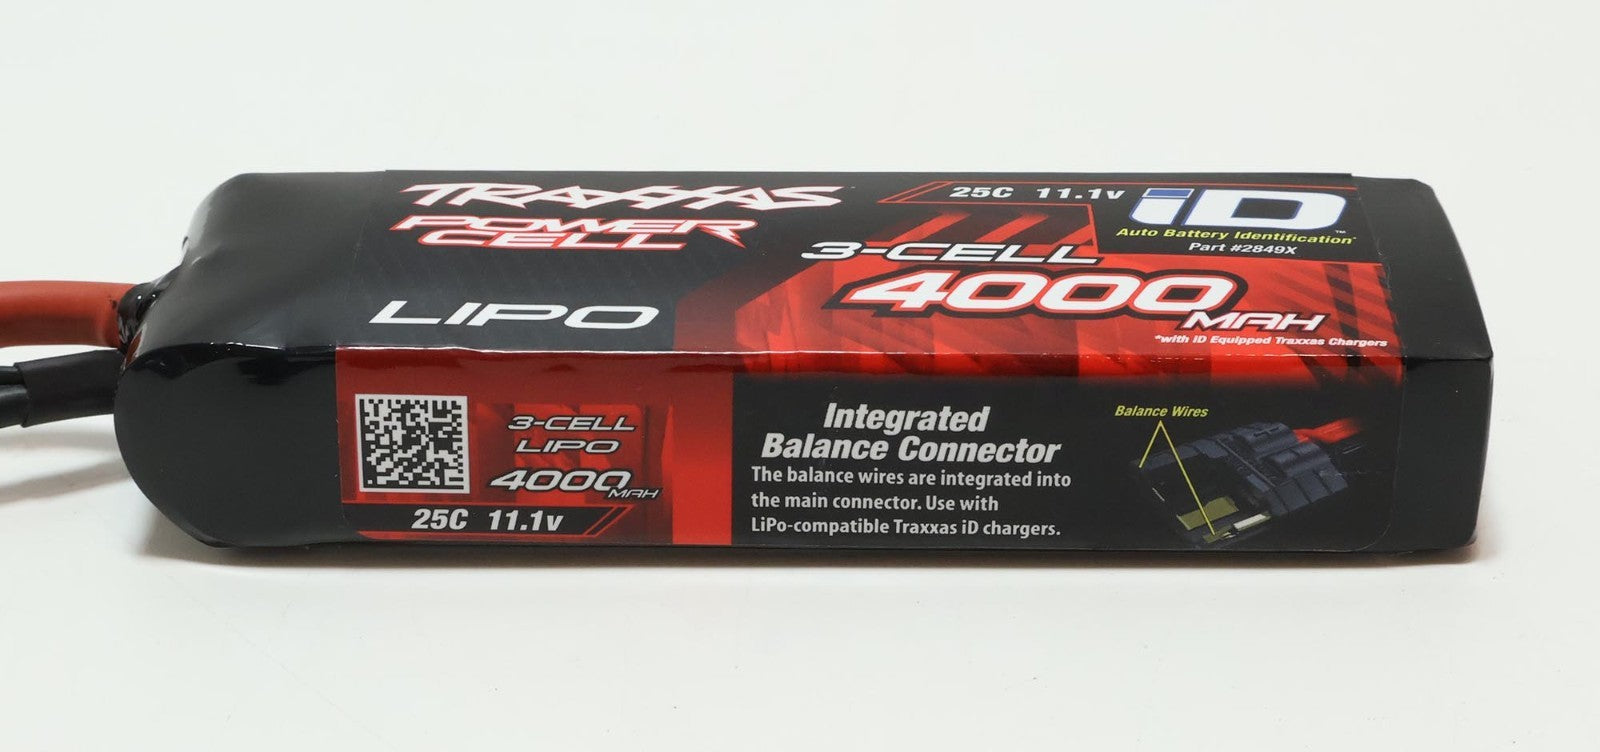 TRAXXAS
POWER
CELL
LIPO
25C 11.1v
iD
Auto Battery Identification*
Part #2849X
3-CELL
4000
MAH
*with iD Equipped Traxxas Chargers
3-CELL
LIPO
4000
MAH
25C 11.1v
Integrated
Balance Connector
The balance wires are integrated into
the main connector. Use with
LiPo-compatible Traxxas iD chargers.
Balance Wires